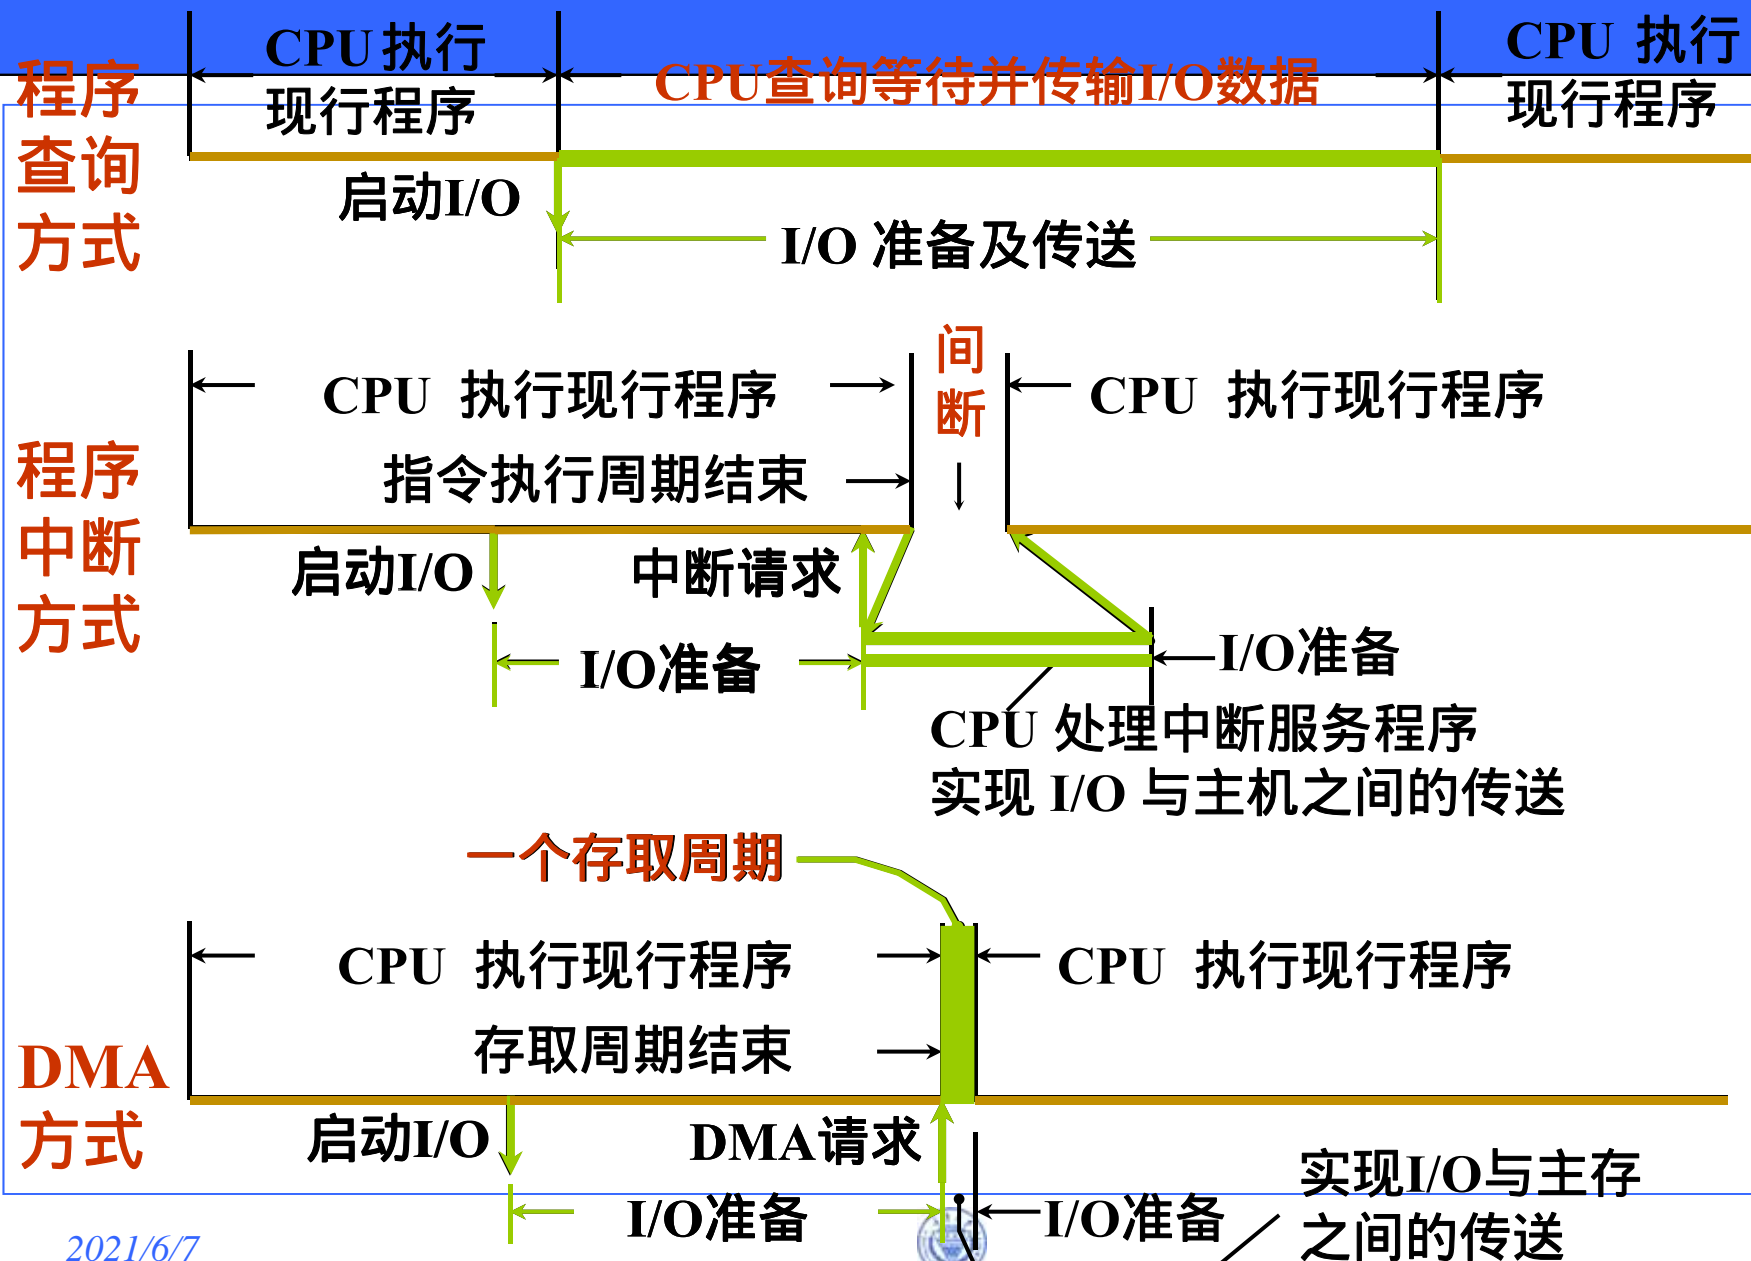 CPU 执行
现行程序
CPU查询等待并传输I/O数据
CPU 执行
现行程序
程序
查询
方式
启动I/O
I/O 准备及传送
间
断
CPU 执行现行程序
CPU 执行现行程序
指令执行周期结束
程序
中断
方式
启动I/O
中断请求
I/O准备
I/O准备
CPU 处理中断服务程序
实现 I/O 与主机之间的传送
一个存取周期
CPU 执行现行程序
CPU 执行现行程序
存取周期结束
DMA
方式
启动I/O
DMA请求
I/O准备
I/O准备
实现I/O与主存
之间的传送
2021/6/7